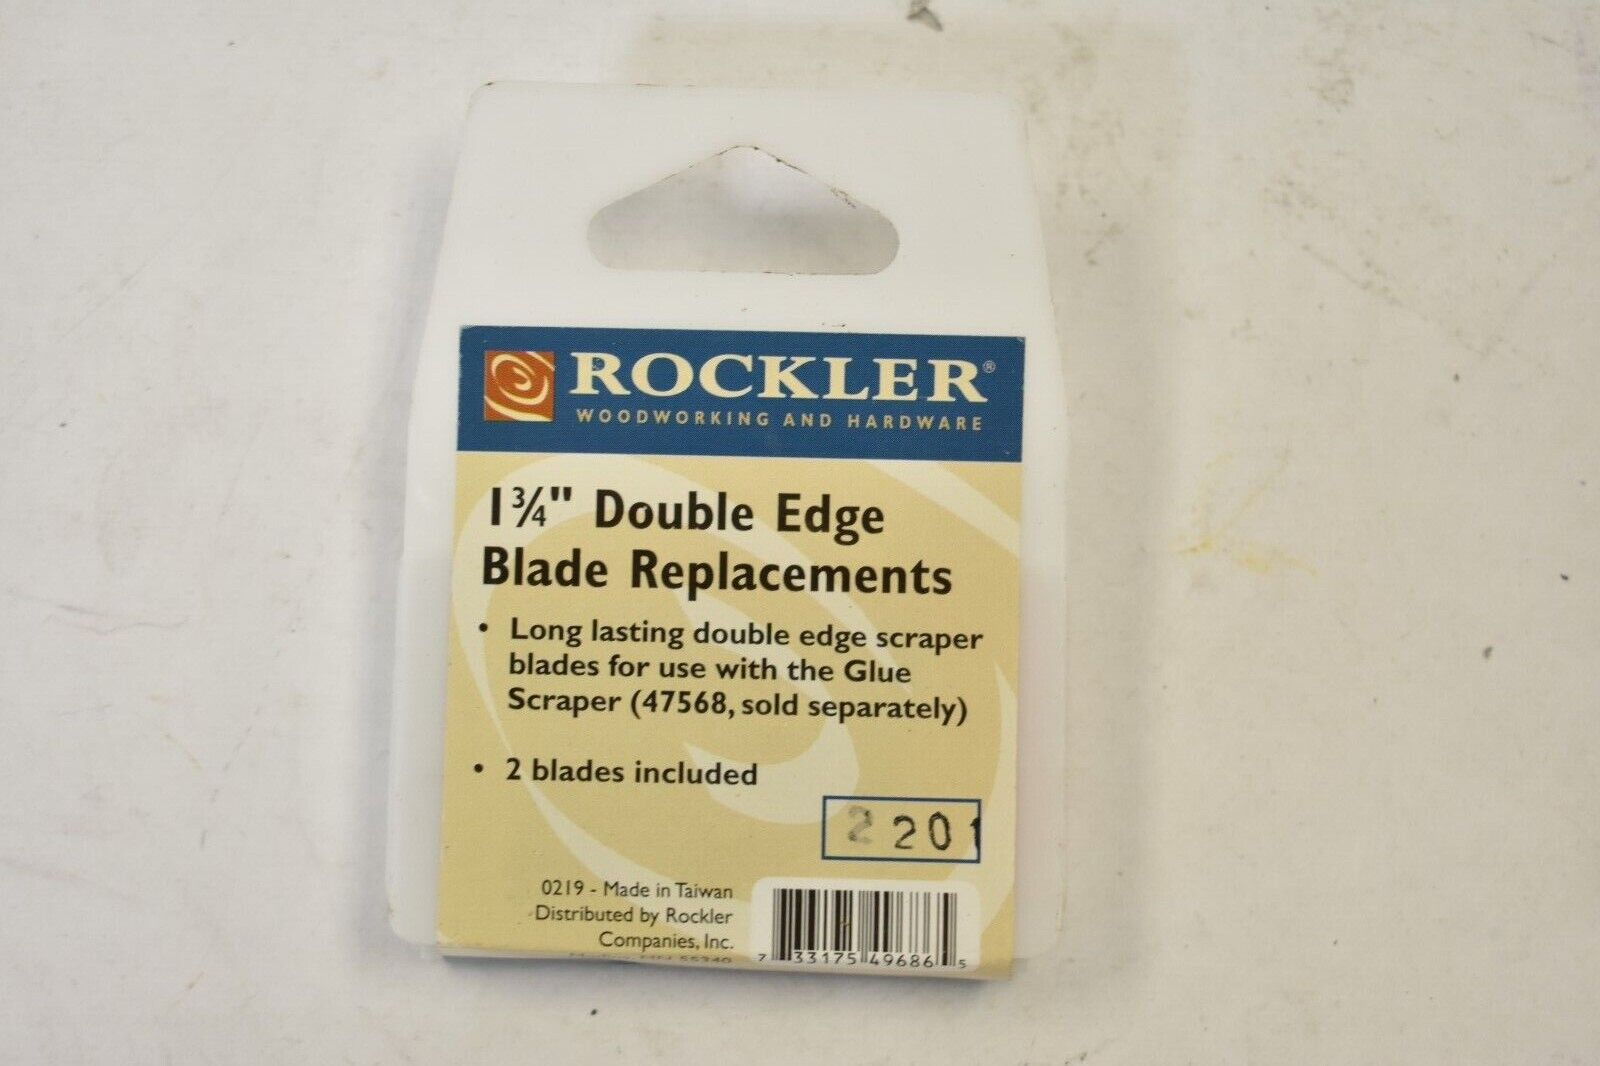 ROCKLER®
WOODWORKING AND HARDWARE
1¾" Double Edge
Blade Replacements
• Long lasting double edge scraper
blades for use with the Glue
Scraper (47568, sold separately)
• 2 blades included
2201
0219 - Made in Taiwan
Distributed by Rockler
Companies, Inc.
MN 55340
7 33175 49686 5